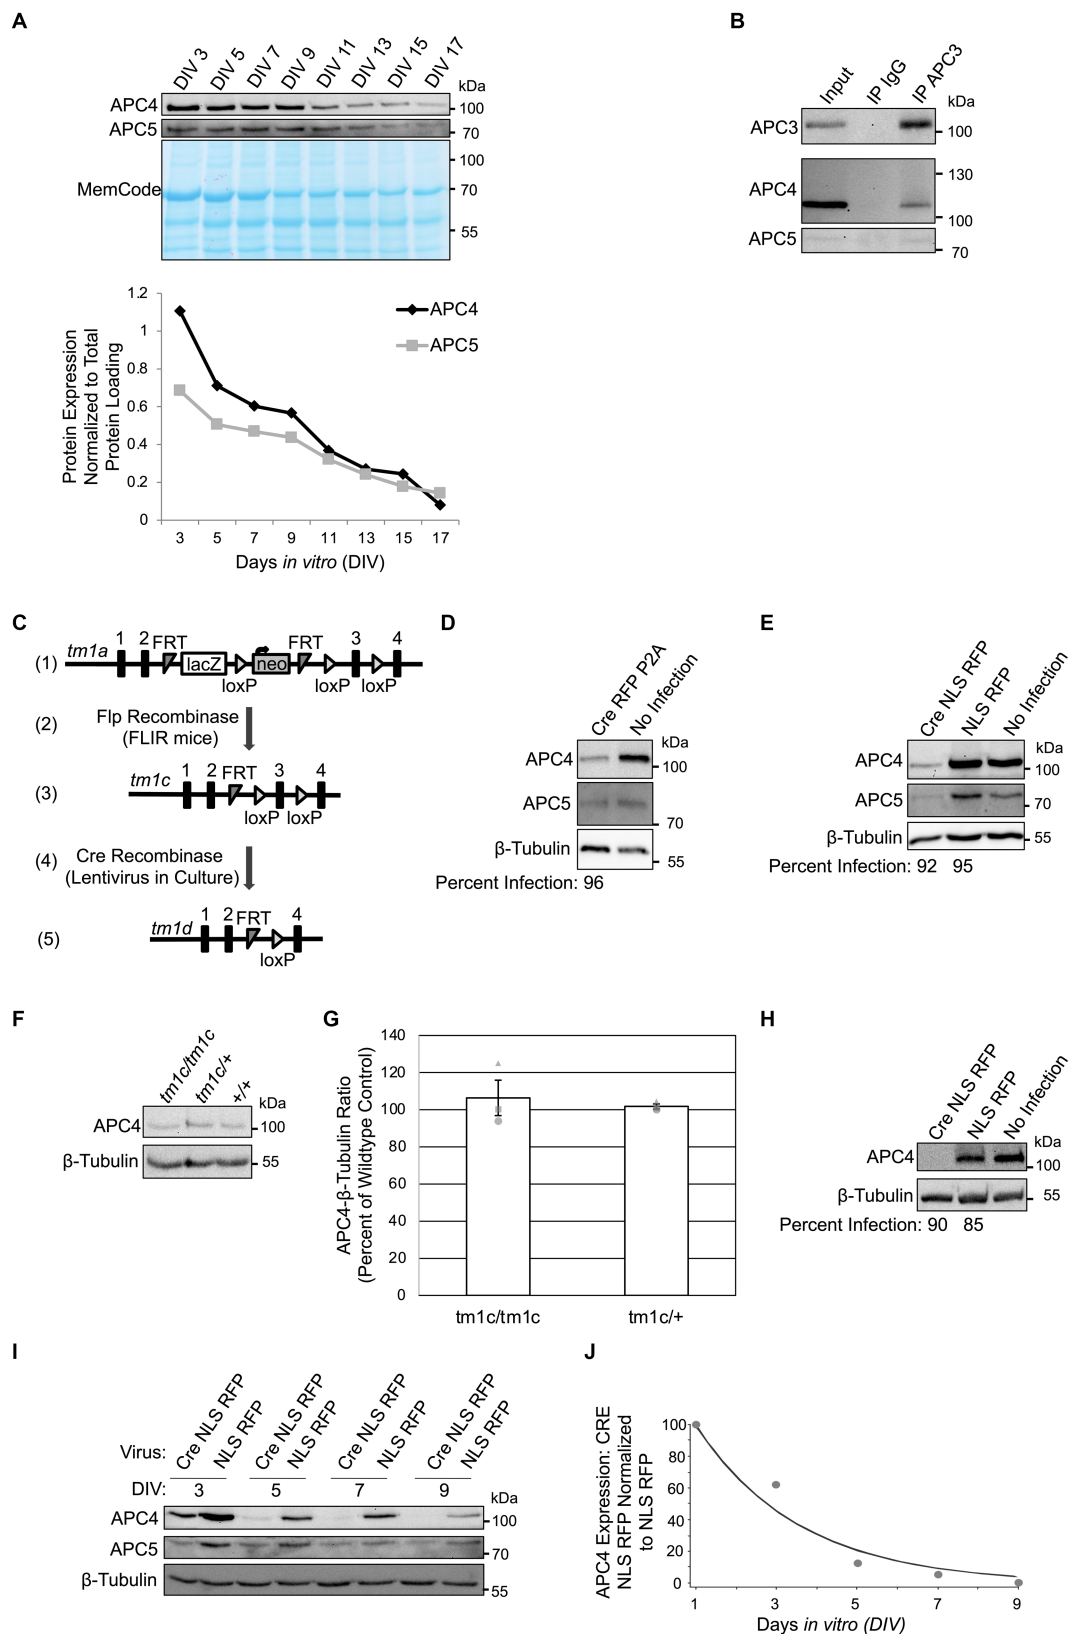 A
DIV 3 DIV 5 DIV 7 DIV 9 DIV 11 DIV 13 DIV 15 DIV 17
kDa
APC4
100
APC5
70
MemCode
100
70
55
1.2
1
0.8
0.6
0.4
0.2
0
Protein Expression
Normalized to Total
Protein Loading
APC4
APC5
3 5 7 9 11 13 15 17
Days in vitro (DIV)
B
Input IP IgG IP APC3
kDa
APC3
100
APC4
130
100
APC5
70
C
(1) tm1a 1 2 FRT lacZ loxP neo FRT loxP 3 loxP 4
(2) Flp Recombinase
(FLIR mice)
(3) tm1c 1 2 FRT loxP 3 loxP 4
(4) Cre Recombinase
(Lentivirus in Culture)
(5) tm1d 1 2 FRT loxP 4
D
Cre RFP P2A No Infection
kDa
APC4
100
APC5
70
β-Tubulin
55
Percent Infection: 96
E
Cre NLS RFP NLS RFP No Infection
kDa
APC4
100
APC5
70
β-Tubulin
55
Percent Infection: 92 95
F
tm1c/tm1c tm1c/+ +/+
kDa
APC4
100
β-Tubulin
55
G
APC4-β-Tubulin Ratio
(Percent of Wildtype Control)
140
120
100
80
60
40
20
0
tm1c/tm1c tm1c/+
H
Cre NLS RFP NLS RFP No Infection
kDa
APC4
100
β-Tubulin
55
Percent Infection: 90 85
I
Virus: Cre NLS RFP NLS RFP Cre NLS RFP NLS RFP Cre NLS RFP NLS RFP Cre NLS RFP NLS RFP
DIV: 3 5 7 9
kDa
APC4
100
APC5
70
β-Tubulin
55
J
APC4 Expression: CRE
NLS RFP Normalized
to NLS RFP
100
80
60
40
20
0
1 3 5 7 9
Days in vitro (DIV)